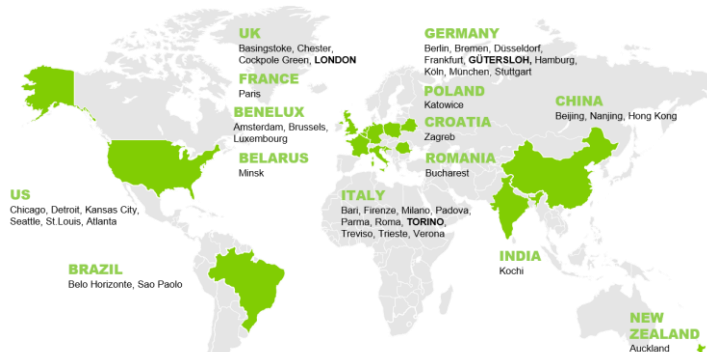 UK
Basingstoke, Chester,
Cockpole Green, LONDON
FRANCE
Paris
BENELUX
Amsterdam, Brussels,
Luxembourg
BELARUS
Minsk
GERMANY
Berlin, Bremen, Düsseldorf,
Frankfurt, GÜTERSLOH, Hamburg,
Köln, München, Stuttgart
POLAND
Katowice
CROATIA
Zagreb
ROMANIA
Bucharest
CHINA
Beijing, Nanjing, Hong Kong
US
Chicago, Detroit, Kansas City,
Seattle, St.Louis, Atlanta
ITALY
Bari, Firenze, Milano, Padova,
Parma, Roma, TORINO,
Treviso, Trieste, Verona
BRAZIL
Belo Horizonte, Sao Paolo
INDIA
Kochi
NEW
ZEALAND
Auckland